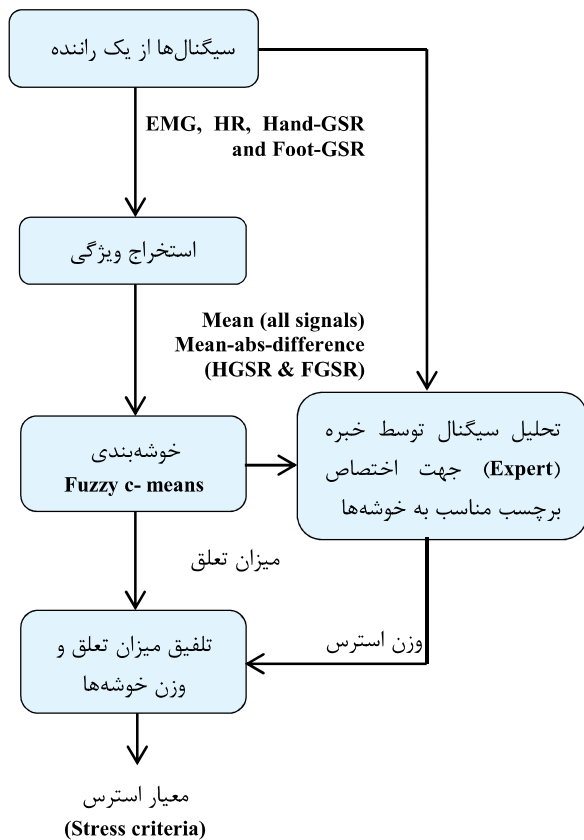 سیگنال‌ها از یک راننده
EMG, HR, Hand-GSR
and Foot-GSR
استخراج ویژگی
Mean (all signals)
Mean-abs-difference
(HGSR & FGSR)
خوشه‌بندی
Fuzzy c- means
تحلیل سیگنال توسط خبره
(Expert) جهت اختصاص
برچسب مناسب به خوشه‌ها
میزان تعلق
وزن استرس
تلفیق میزان تعلق و
وزن خوشه‌ها
معیار استرس
(Stress criteria)